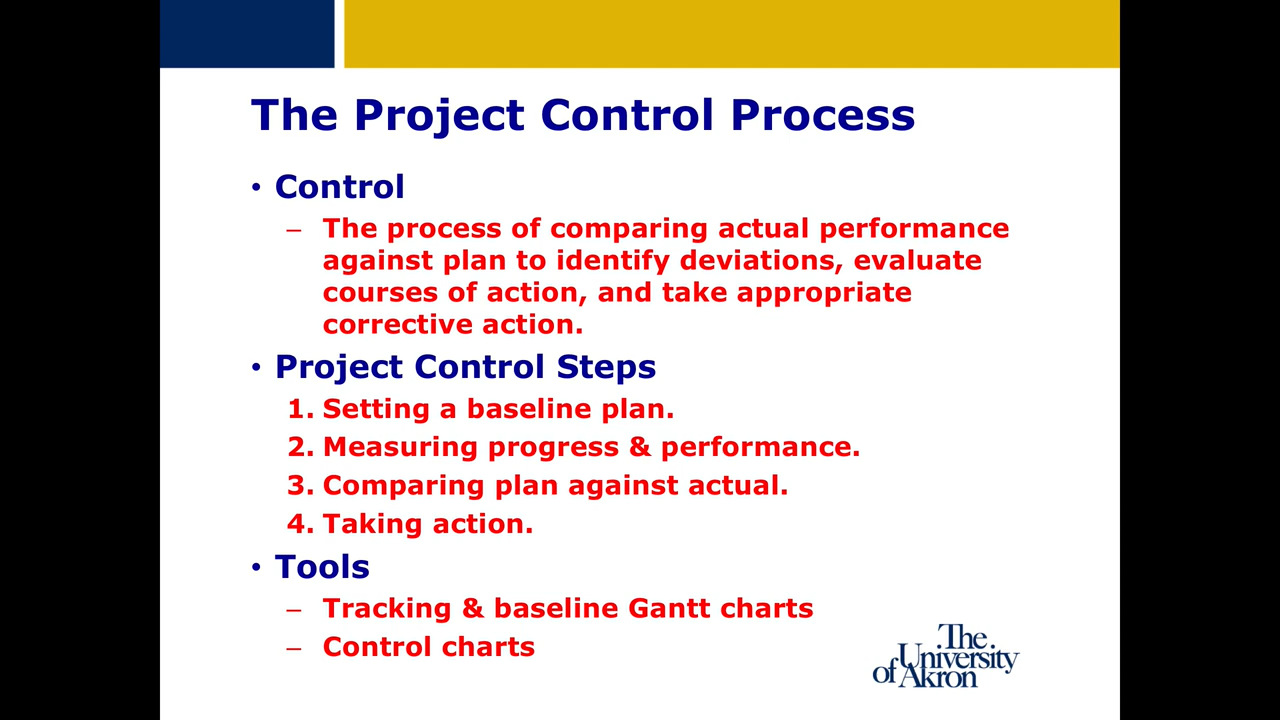 The Project Control Process
• Control
– The process of comparing actual performance
against plan to identify deviations, evaluate
courses of action, and take appropriate
corrective action.
• Project Control Steps
1. Setting a baseline plan.
2. Measuring progress & performance.
3. Comparing plan against actual.
4. Taking action.
• Tools
– Tracking & baseline Gantt charts
– Control charts
The
University
of Akron